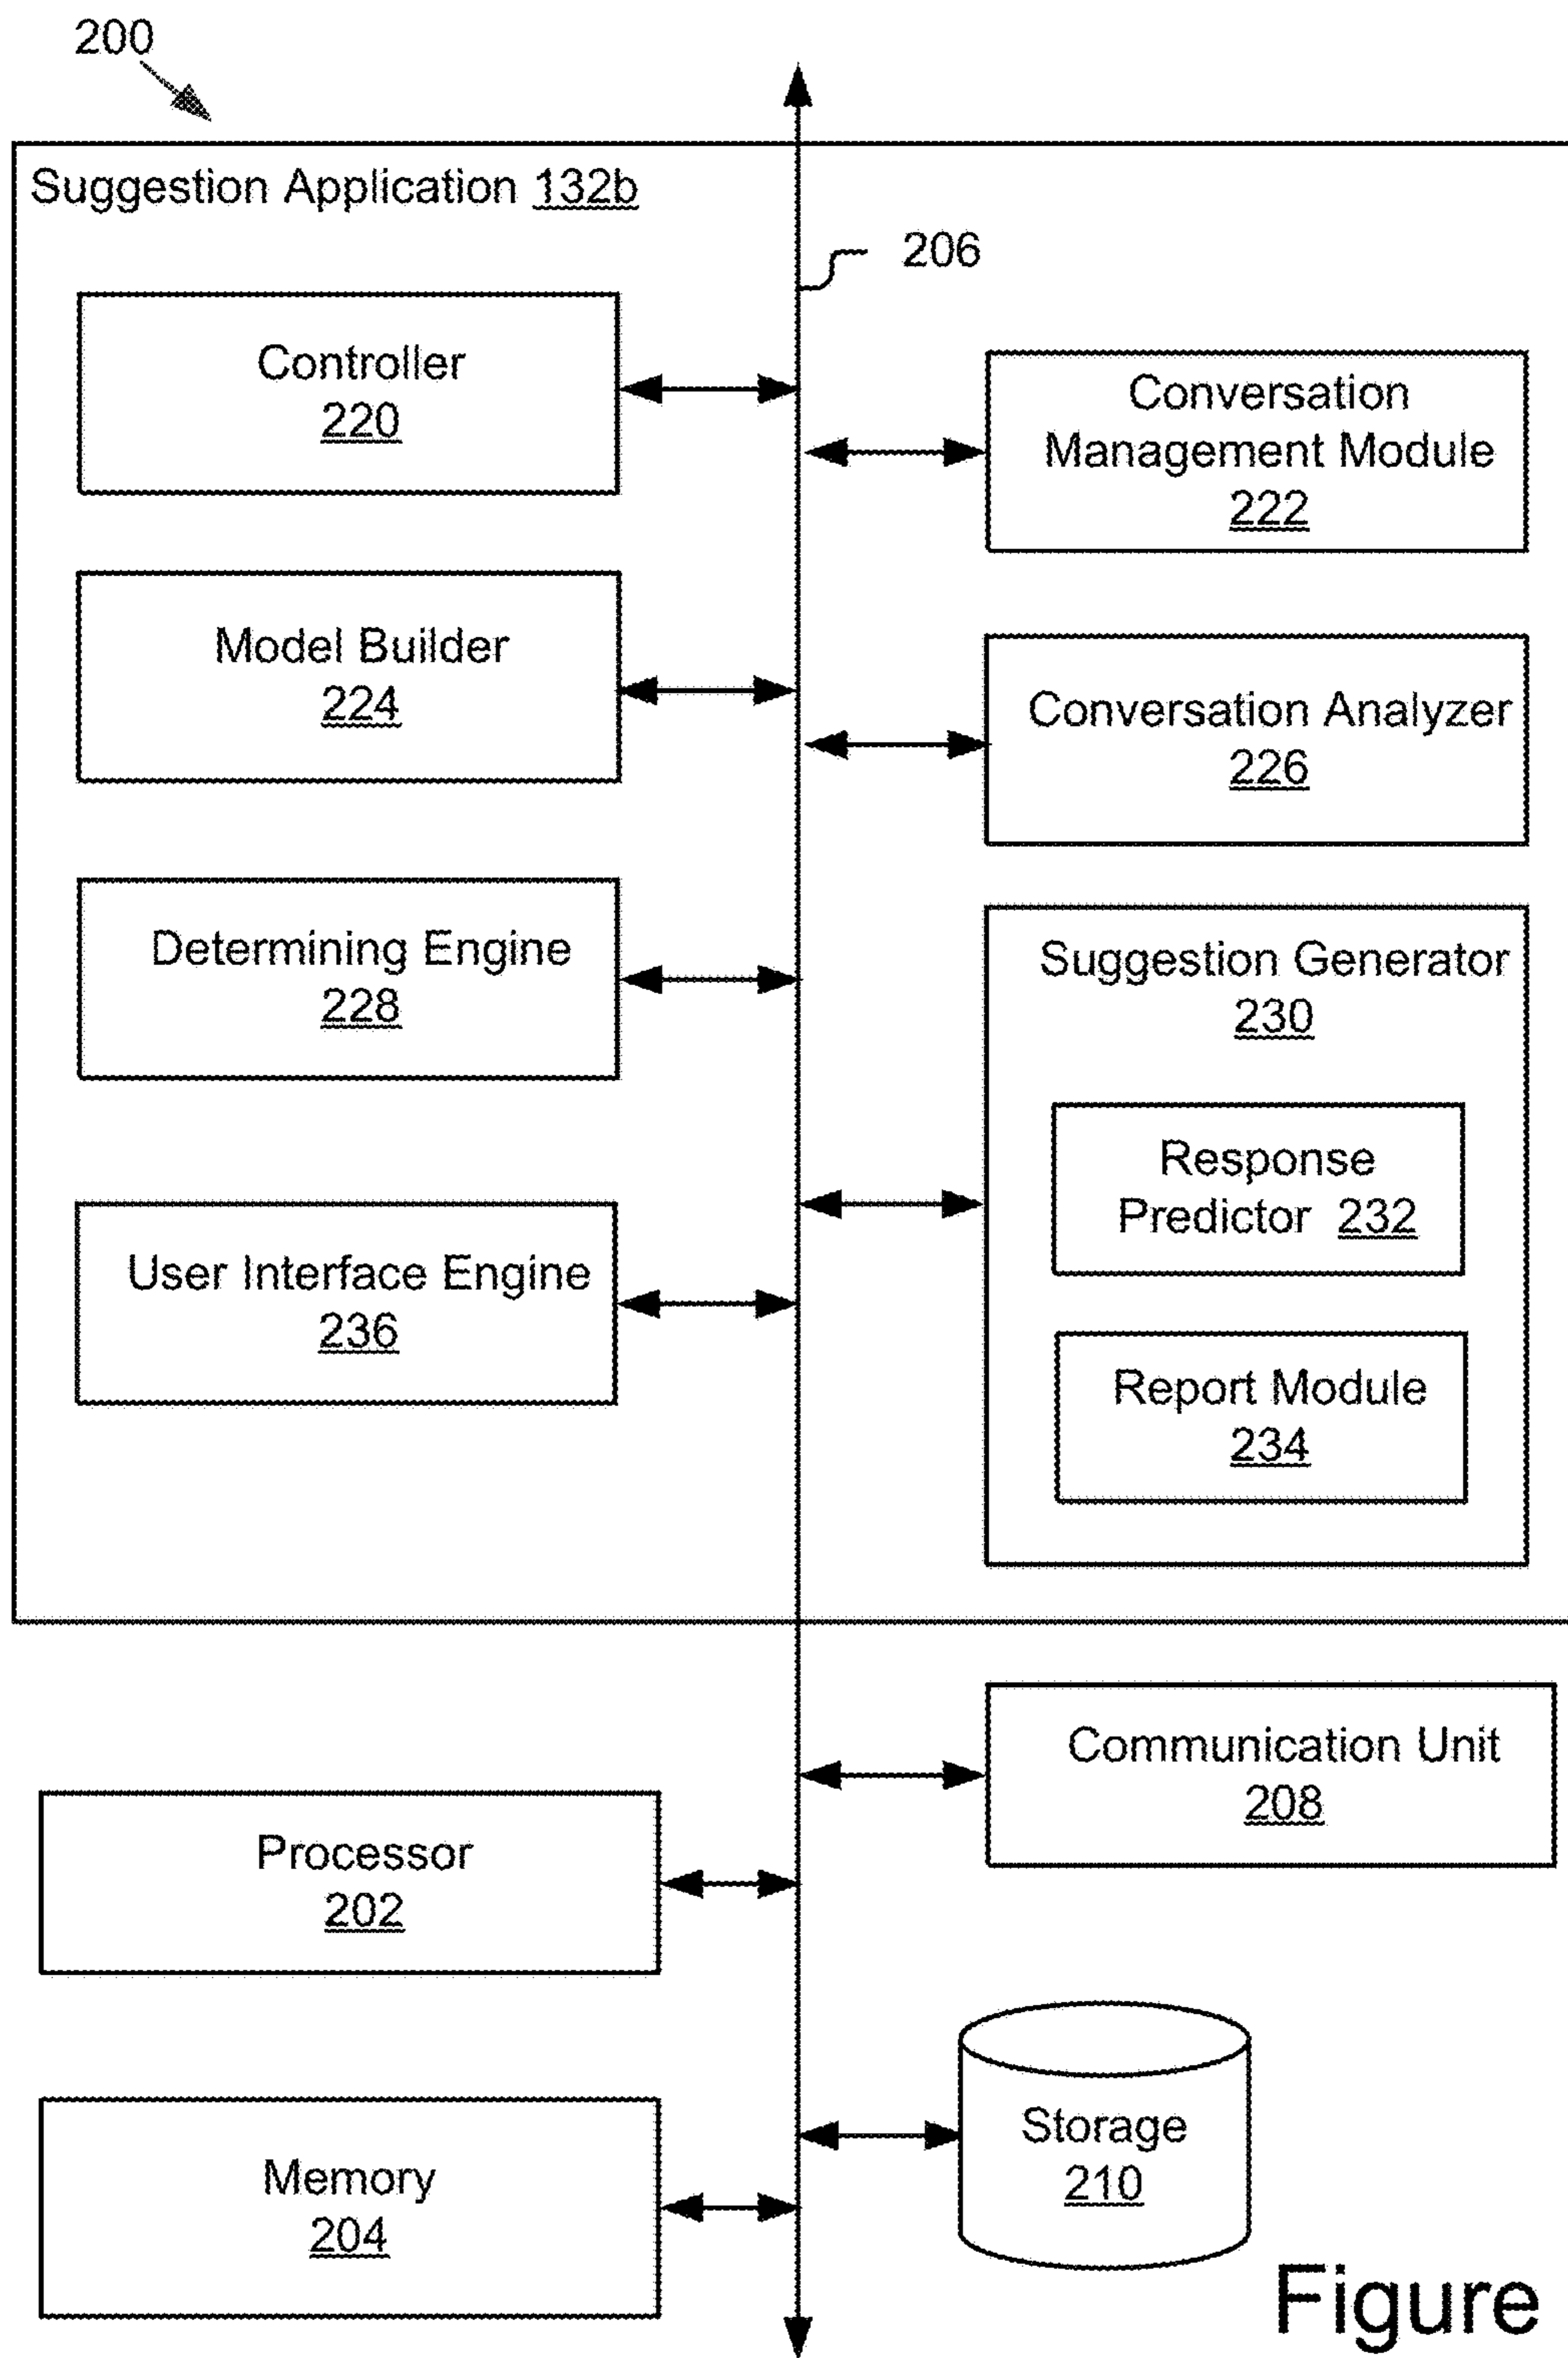 200
Suggestion Application 132b
206
Controller
220
Conversation
Management Module
222
Model Builder
224
Conversation Analyzer
226
Determining Engine
228
Suggestion Generator
230
Response
Predictor 232
User Interface Engine
236
Report Module
234
Communication Unit
208
Processor
202
Storage
210
Memory
204
Figure